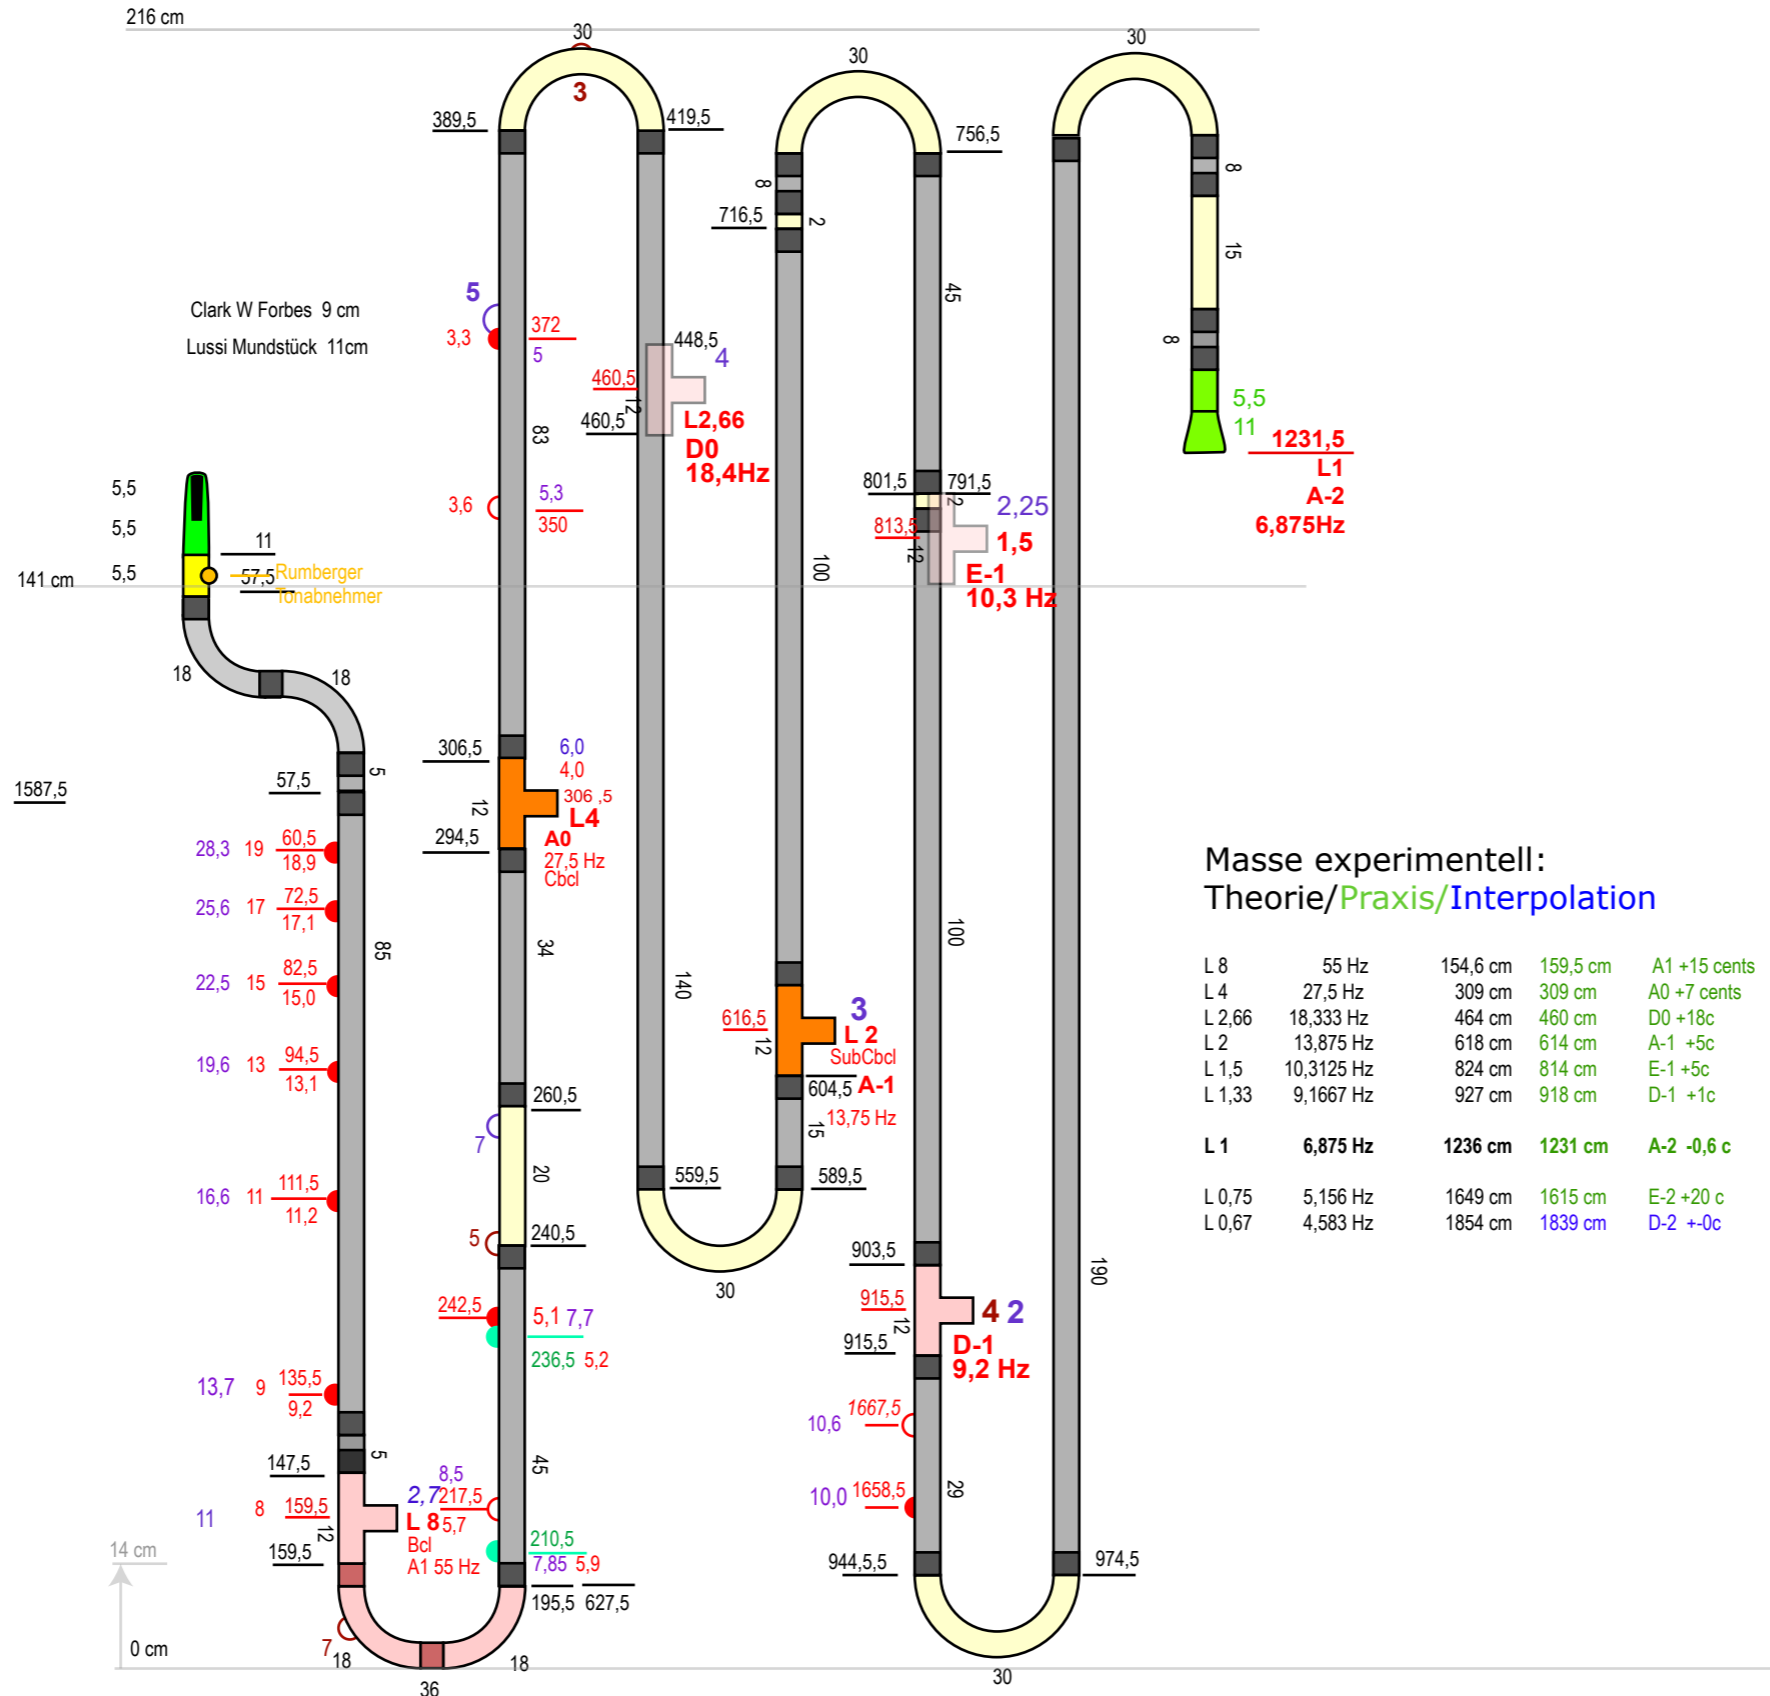 216 cm
30
30
30
3
389,5
419,5
756,5
8
8
716,5
2
15
45
Clark W Forbes 9 cm
Lussi Mundstück 11cm
5
3,3
372
5
448,5
4
460,5
12
460,5
L2,66
D0
18,4Hz
83
8
5,5
11
1231,5
L1
A-2
6,875Hz
5,5
5,5
5,5
11
57,5
Rumberger
Tonabnehmer
141 cm
3,6
5,3
350
801,5
791,5
2
2,25
813,5
12
1,5
E-1
10,3 Hz
100
18
18
5
57,5
1587,5
306,5
6,0
4,0
306 ,5
L4
12
A0
27,5 Hz
Cbcl
294,5
28,3 19 60,5
18,9
25,6 17 72,5
17,1
85
22,5 15 82,5
15,0
19,6 13 94,5
13,1
16,6 11 111,5
11,2
13,7 9 135,5
9,2
34
260,5
7
20
5
240,5
242,5
5,1 7,7
236,5 5,2
45
140
100
616,5
12
3
L 2
SubCbcl
604,5 A-1
13,75 Hz
15
559,5
589,5
30
903,5
915,5
12
4 2
D-1
9,2 Hz
915,5
190
10,6 1667,5
10,0 1658,5
29
944,5,5
974,5
30
147,5
5
11 8 159,5
12
2,7
L 8
Bcl
A1 55 Hz
159,5
8,5
217,5
5,7
210,5
7,85 5,9
195,5 627,5
14 cm
0 cm
7
18
18
36
Masse experimentell:
Theorie/Praxis/Interpolation
L 8 55 Hz 154,6 cm 159,5 cm A1 +15 cents
L 4 27,5 Hz 309 cm 309 cm A0 +7 cents
L 2,66 18,333 Hz 464 cm 460 cm D0 +18c
L 2 13,875 Hz 618 cm 614 cm A-1 +5c
L 1,5 10,3125 Hz 824 cm 814 cm E-1 +5c
L 1,33 9,1667 Hz 927 cm 918 cm D-1 +1c
L 1 6,875 Hz 1236 cm 1231 cm A-2 -0,6 c
L 0,75 5,156 Hz 1649 cm 1615 cm E-2 +20 c
L 0,67 4,583 Hz 1854 cm 1839 cm D-2 +-0c